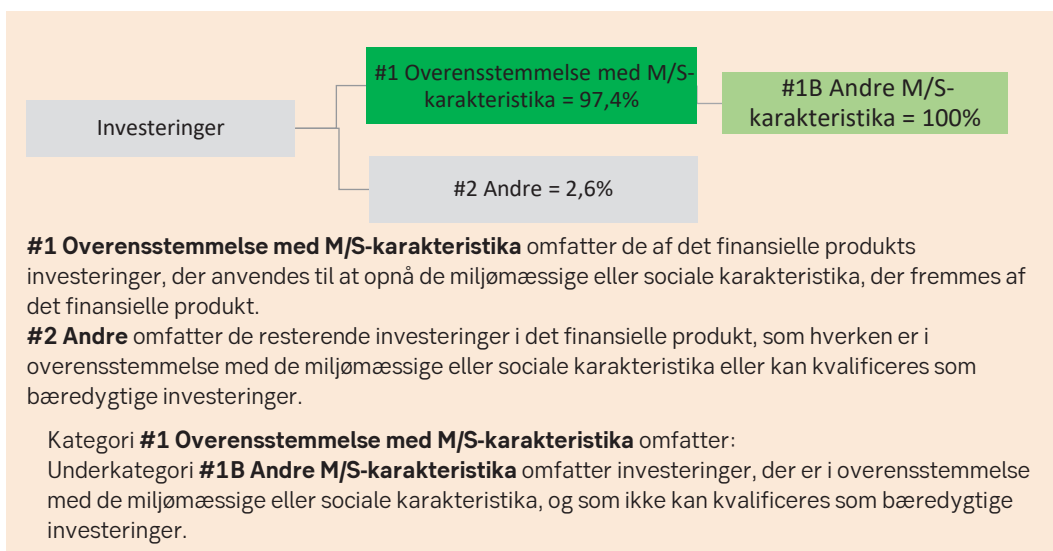 #1 Overensstemmelse med M/S-
karakteristika = 97,4%
#1B Andre M/S-
karakteristika = 100%
Investeringer
#2 Andre = 2,6%
#1 Overensstemmelse med M/S-karakteristika omfatter de af det finansielle produkts
investeringer, der anvendes til at opnå de miljømæssige eller sociale karakteristika, der fremmes af
det finansielle produkt.
#2 Andre omfatter de resterende investeringer i det finansielle produkt, som hverken er i
overensstemmelse med de miljømæssige eller sociale karakteristika eller kan kvalificeres som
bæredygtige investeringer.
Kategori #1 Overensstemmelse med M/S-karakteristika omfatter:
Underkategori #1B Andre M/S-karakteristika omfatter investeringer, der er i overensstemmelse
med de miljømæssige eller sociale karakteristika, og som ikke kan kvalificeres som bæredygtige
investeringer.